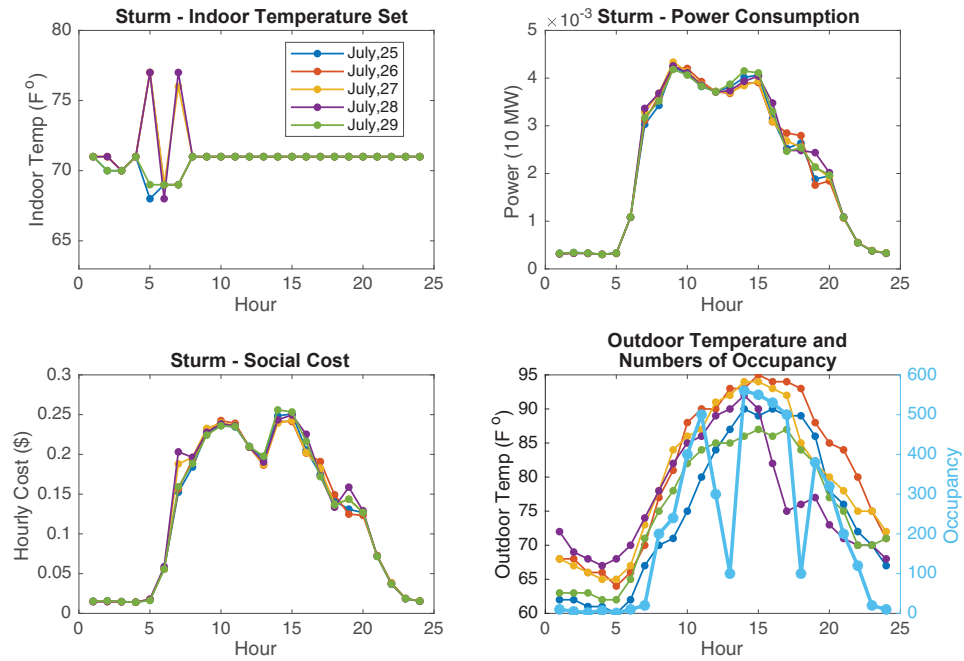 Sturm - Indoor Temperature Set
80
75
70
65
Indoor Temp (F°)
July,25
July,26
July,27
July,28
July,29
0 5 10 15 20 25
Hour
Sturm - Power Consumption
× 10⁻³
5
4
3
2
1
0
Power (10 MW)
0 5 10 15 20 25
Hour
Sturm - Social Cost
0.3
0.25
0.2
0.15
0.1
0.05
0
Hourly Cost ($)
0 5 10 15 20 25
Hour
Outdoor Temperature and
Numbers of Occupancy
95
90
85
80
75
70
65
60
Outdoor Temp (F°)
600
500
400
300
200
100
0
Occupancy
0 5 10 15 20 25
Hour